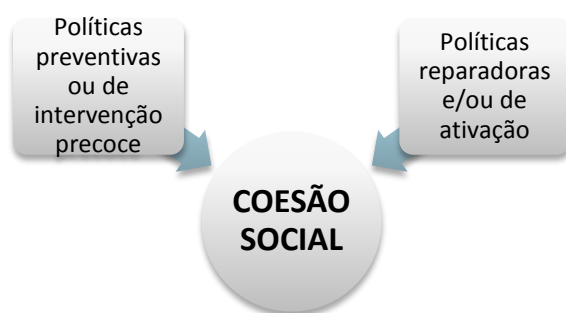 Políticas
preventivas
ou de
intervenção
precoce
Políticas
reparadoras
e/ou de
ativação
COESÃO
SOCIAL